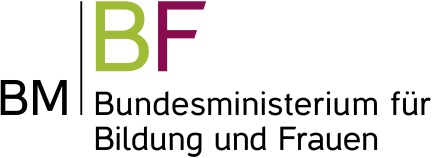 BM BF
Bundesministerium für
Bildung und Frauen